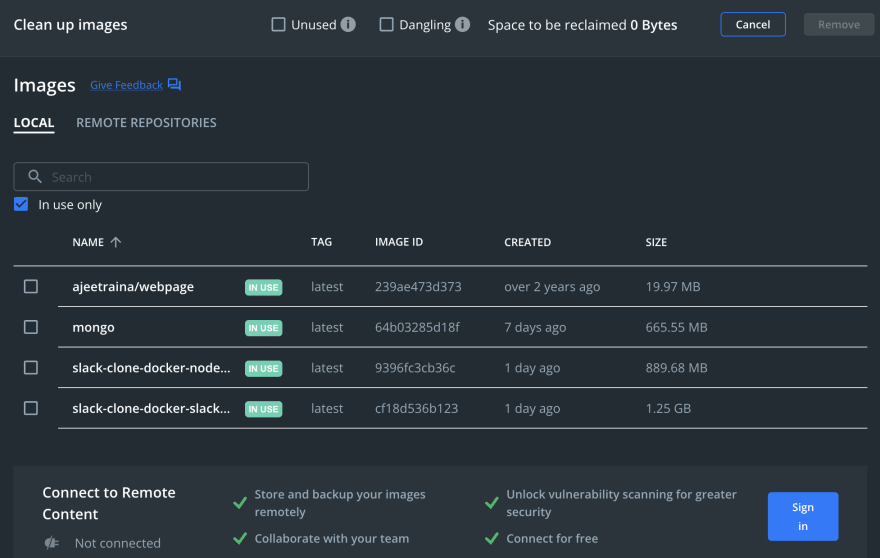 Clean up images Unused Dangling Space to be reclaimed 0 Bytes Cancel Remove
Images Give Feedback
LOCAL REMOTE REPOSITORIES
Search
In use only
NAME TAG IMAGE ID CREATED SIZE
ajeetraina/webpage IN USE latest 239ae473d373 over 2 years ago 19.97 MB
mongo IN USE latest 64b03285d18f 7 days ago 665.55 MB
slack-clone-docker-node... IN USE latest 9396fc3cb36c 1 day ago 889.68 MB
slack-clone-docker-slack... IN USE latest cf18d536b123 1 day ago 1.25 GB
Connect to Remote
Content
Not connected
Store and backup your images
remotely
Collaborate with your team
Unlock vulnerability scanning for greater
security
Connect for free
Sign
in